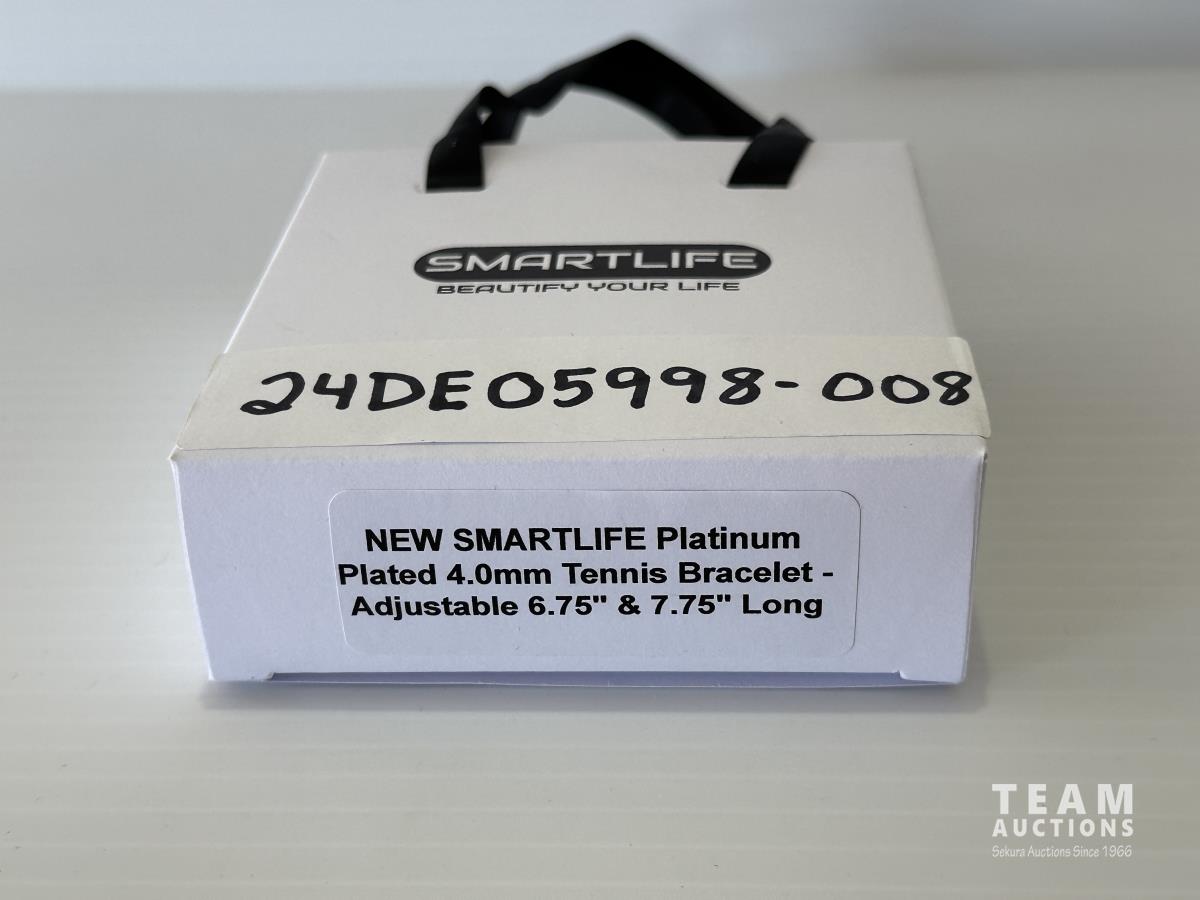 SMARTLIFE
BEAUTIFY YOUR LIFE
24DE05998-008
NEW SMARTLIFE Platinum
Plated 4.0mm Tennis Bracelet -
Adjustable 6.75" & 7.75" Long
TEAM
AUCTIONS
Sekura Auctions Since 1966